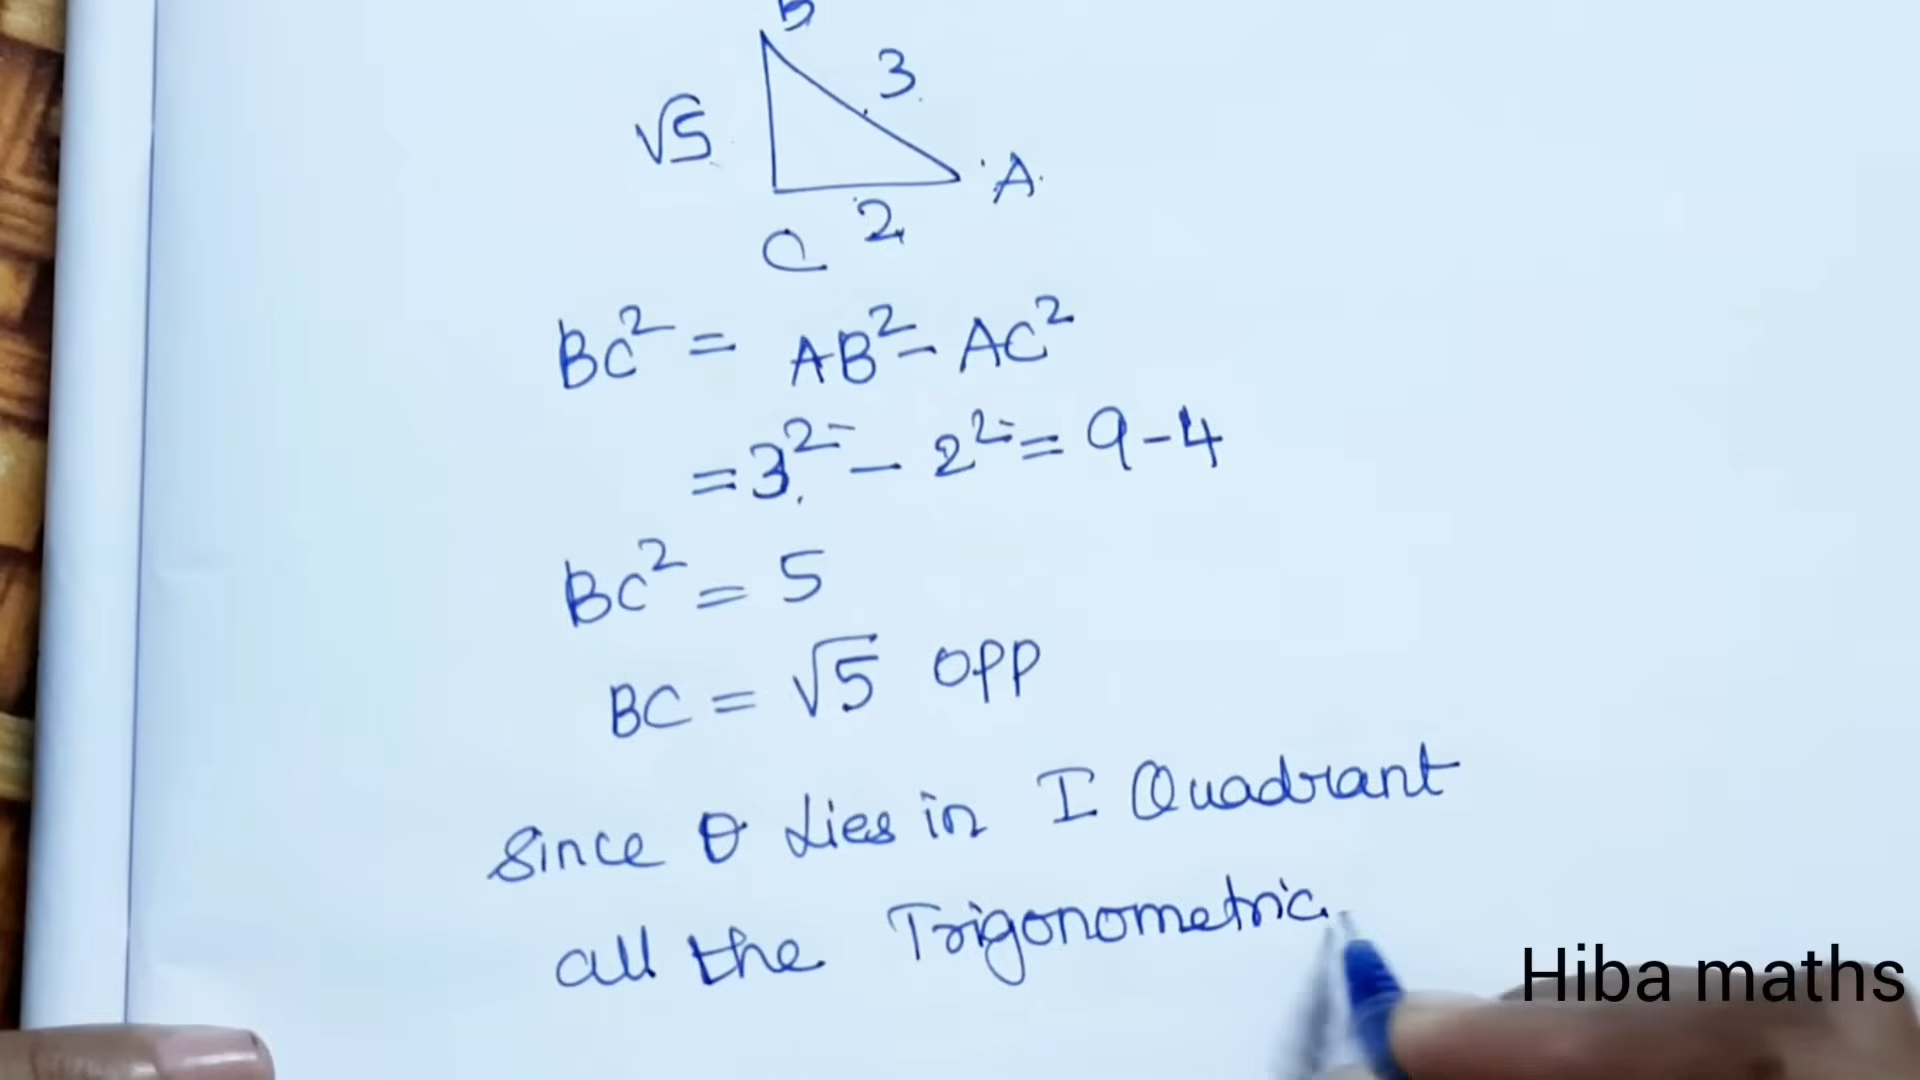 B
3
√5
A
2
C
BC² = AB² - AC²
= 3² - 2² = 9 - 4
BC² = 5
BC = √5 opp
Since θ Lies in I Quadrant
all the Trigonometric
Hiba maths